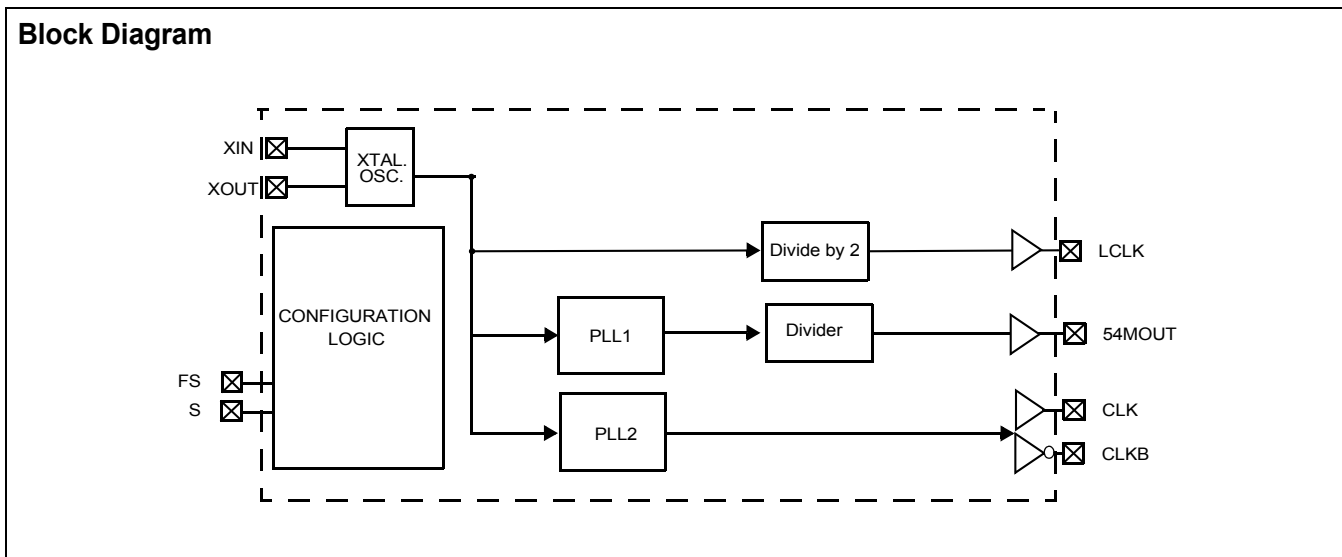 Block Diagram
XIN
XOUT
XTAL.
OSC.
Divide by 2
LCLK
CONFIGURATION
LOGIC
PLL1
Divider
54MOUT
FS
S
PLL2
CLK
CLKB